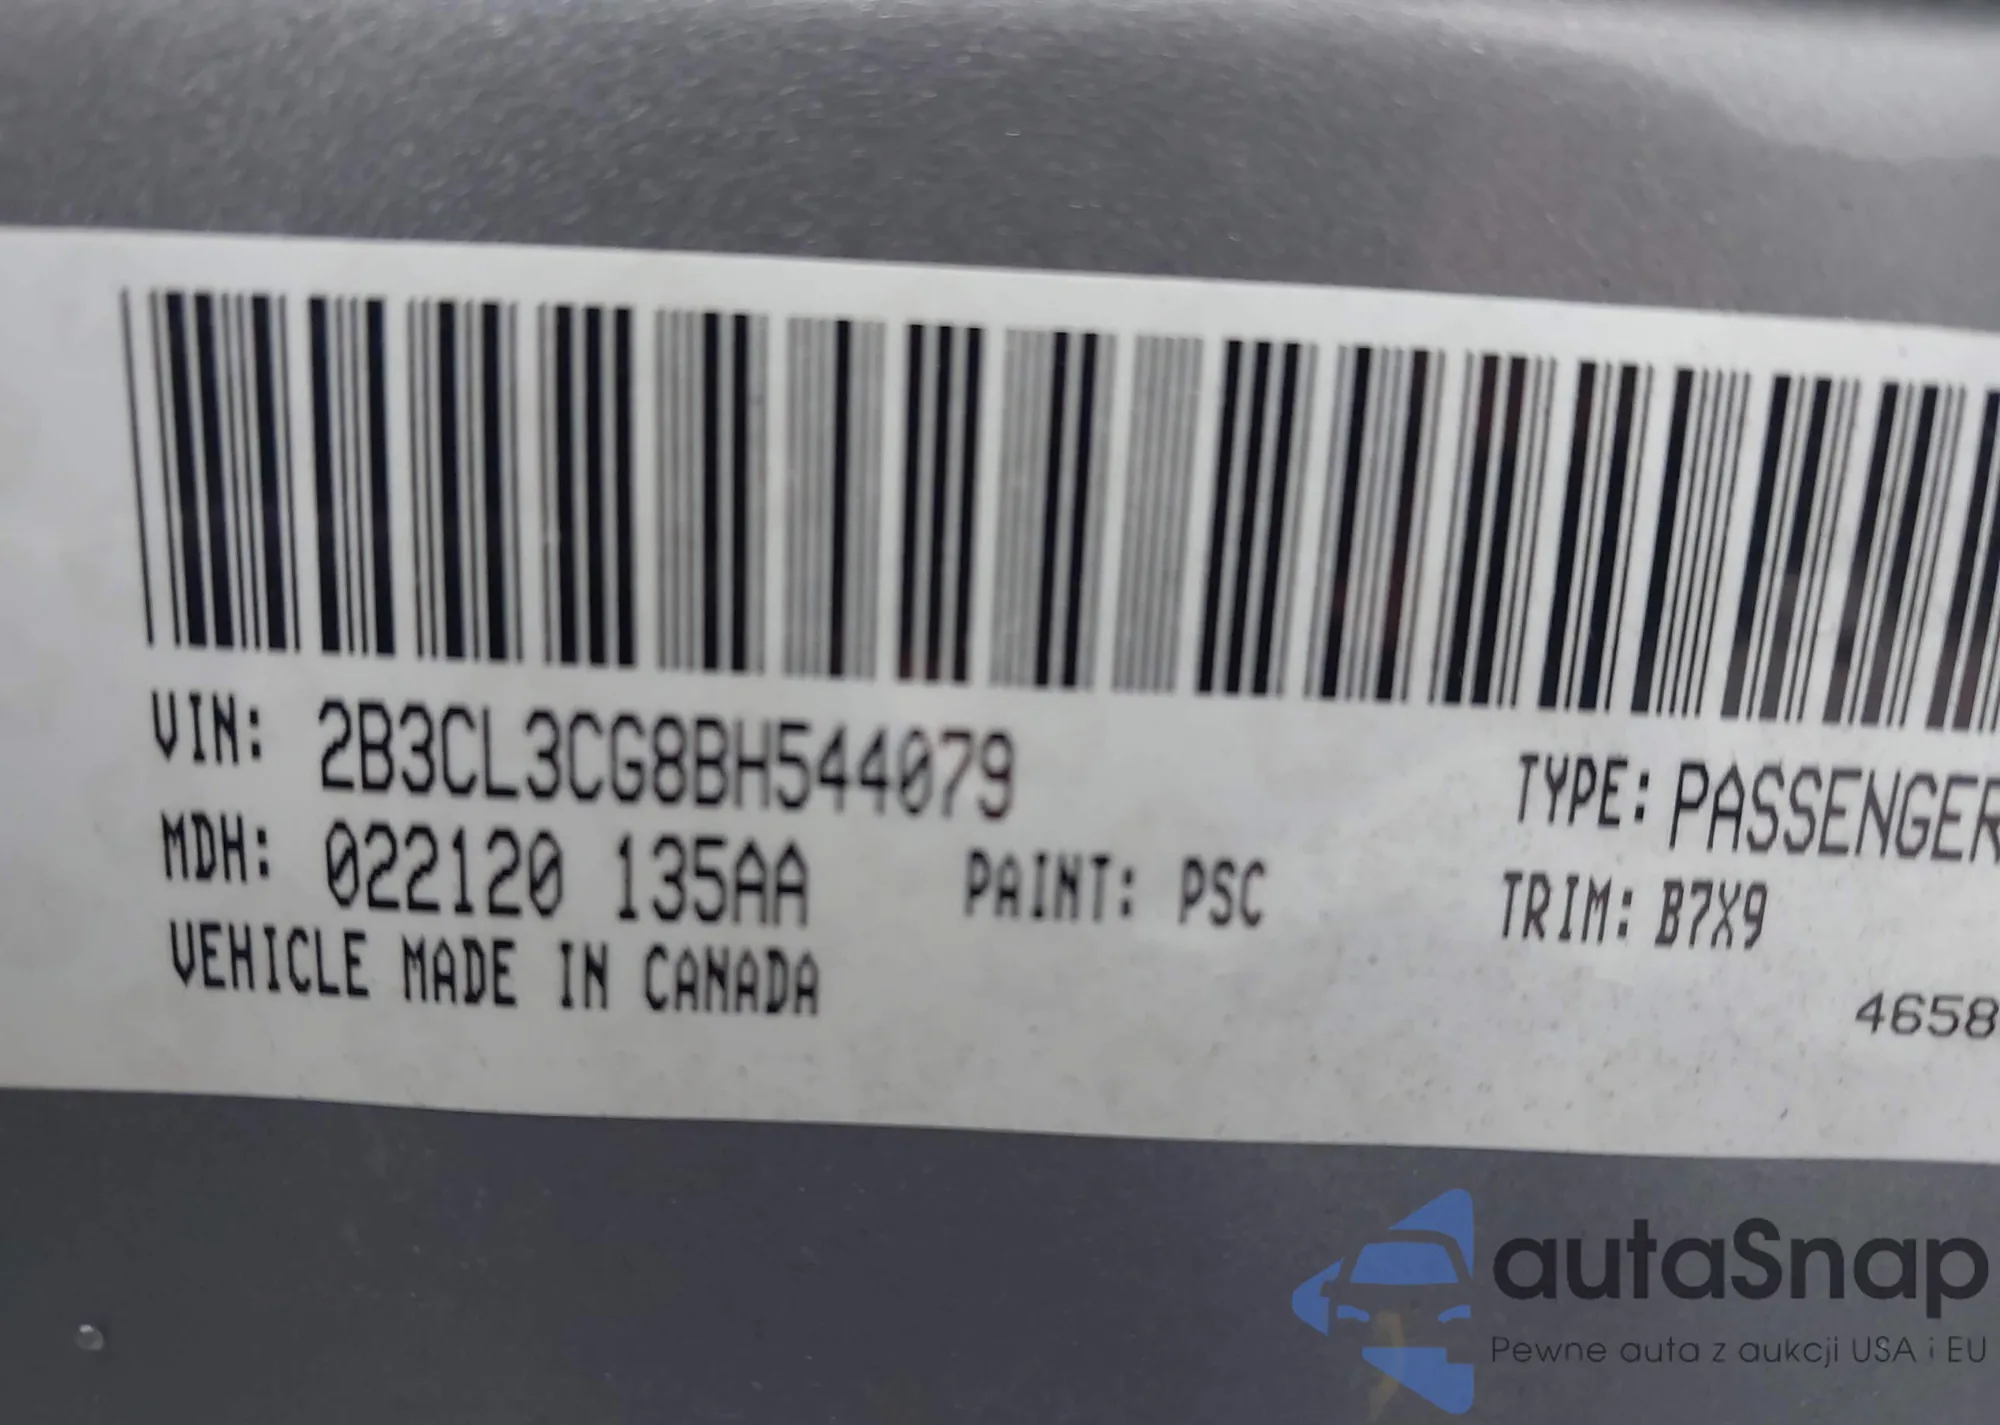 VIN: 2B3CL3CG8BH544079
TYPE: PASSENGER
MDH: 022120 135AA
PAINT: PSC
TRIM: B7X9
VEHICLE MADE IN CANADA
4658
autaSnap
Pewne auta z aukcji USA i EU